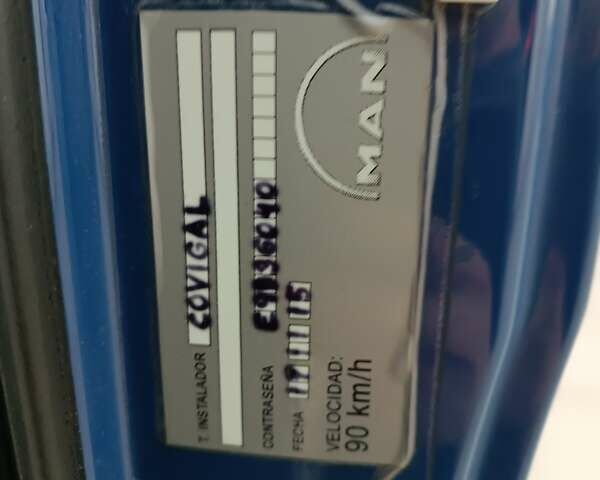 MAN
T. INSTALADOR COVIGAL
CONTRASEÑA
FECHA
VELOCIDAD:
90 km/h